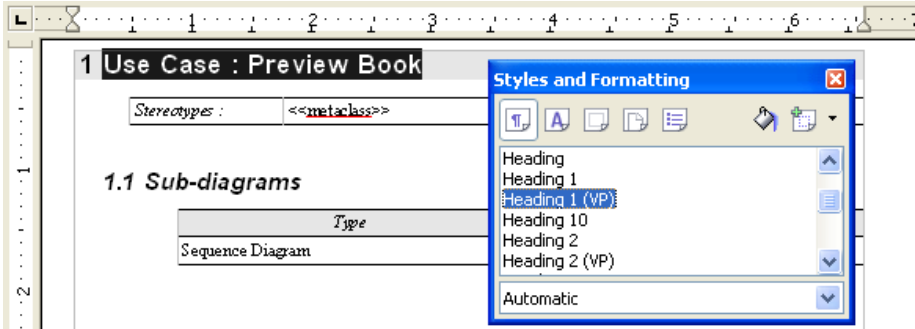 1 2 3 4 5 6
1 Use Case : Preview Book
Stereotypes : <<metaclass>>
1.1 Sub-diagrams
Type
Sequence Diagram
Styles and Formatting
Heading
Heading 1
Heading 1 (VP)
Heading 10
Heading 2
Heading 2 (VP)
Automatic
1
2